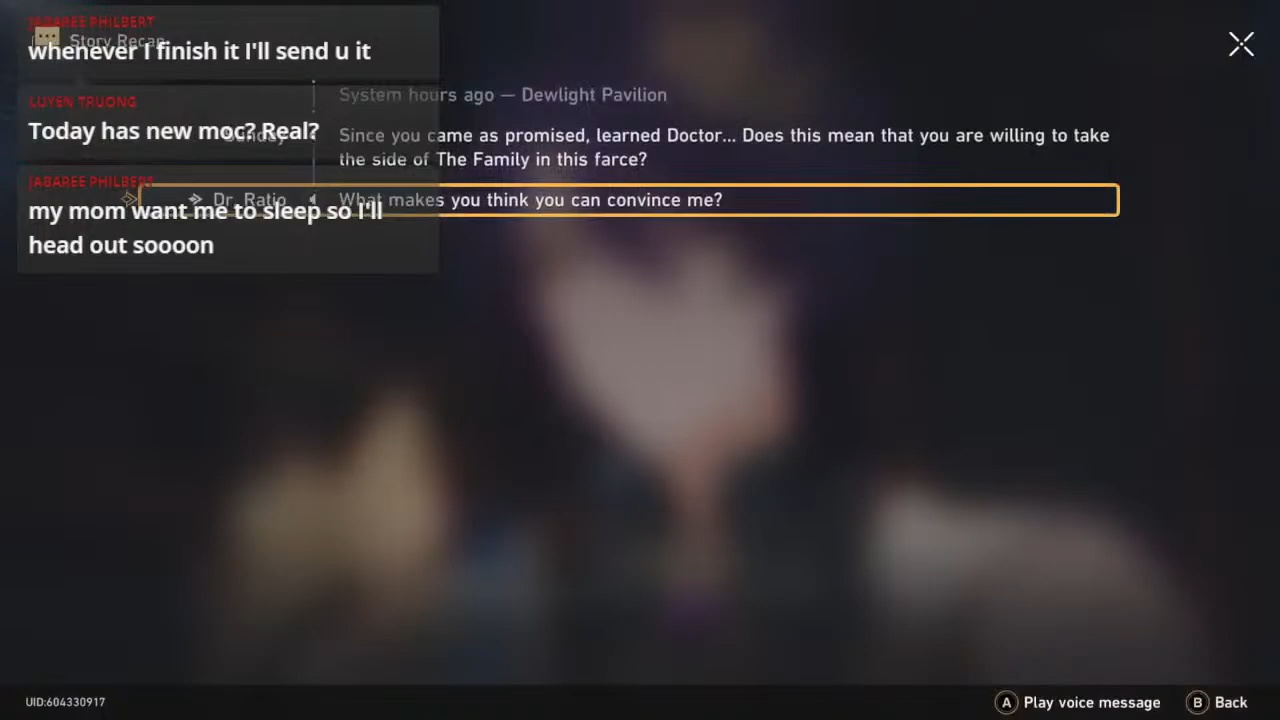 JABAREE PHILBERT
Story Recap
whenever I finish it I'll send u it
System hours ago — Dewlight Pavilion
LUYEN TRUONG
Today has new moc? Real?
Sunday
Since you came as promised, learned Doctor... Does this mean that you are willing to take
the side of The Family in this farce?
JABAREE PHILBERT
Dr. Ratio
What makes you think you can convince me?
my mom want me to sleep so I'll
head out soooon
UID:604330917
A Play voice message
B Back